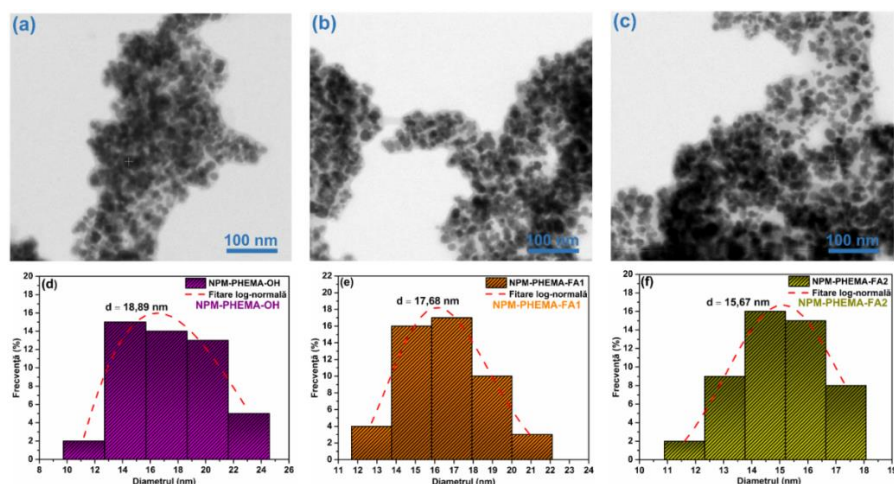 (a)
100 nm
(b)
100 nm
(c)
100 nm
(d)
NPM-PHEMA-OH
d = 18,89 nm
Fitare log-normală
NPM-PHEMA-OH
20
18
16
14
12
10
8
6
4
2
0
Frecvență (%)
8 10 12 14 16 18 20 22 24 26
Diametrul (nm)
(e)
NPM-PHEMA-FA1
d = 17,68 nm
Fitare log-normală
NPM-PHEMA-FA1
22
20
18
16
14
12
10
8
6
4
2
0
Frecvență (%)
11 12 13 14 15 16 17 18 19 20 21 22 23 24
Diametrul (nm)
(f)
NPM-PHEMA-FA2
Fitare log-normală
d = 15,67 nm
NPM-PHEMA-FA2
20
18
16
14
12
10
8
6
4
2
0
Frecvență (%)
10 11 12 13 14 15 16 17 18 19
Diametrul (nm)